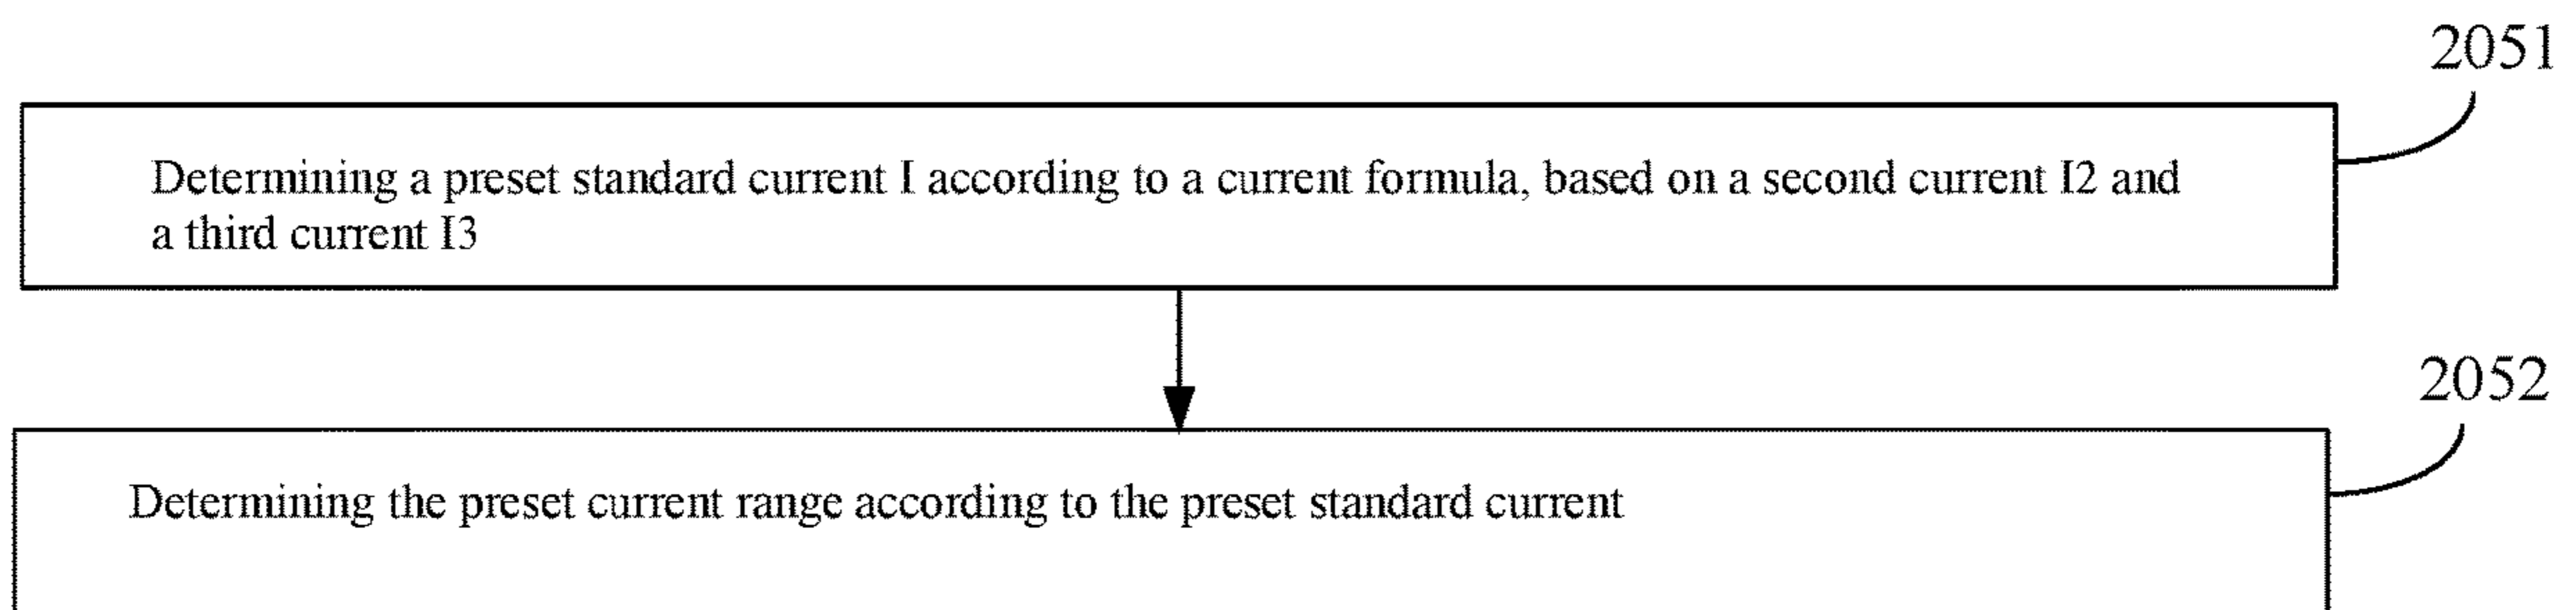 2051
Determining a preset standard current I according to a current formula, based on a second current I2 and
a third current I3
2052
Determining the preset current range according to the preset standard current